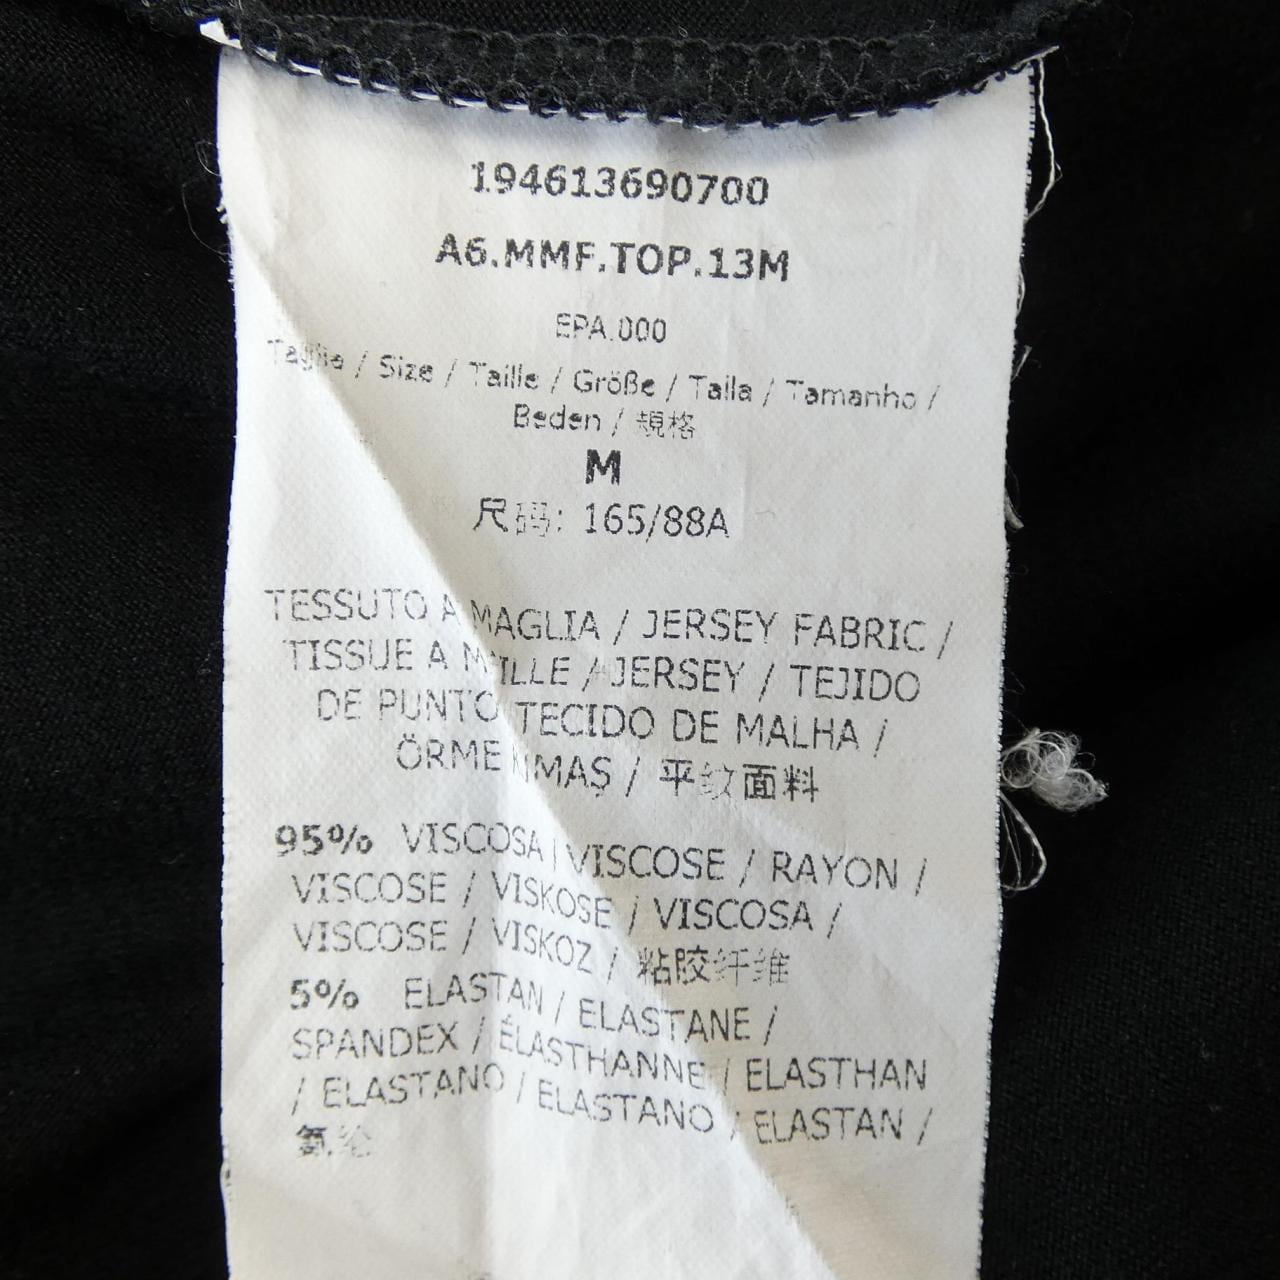 194613690700
A6.MMF.TOP.13M
EPA.000
Taglia / Size / Taille / Größe / Talla / Tamanho /
Beden / 規格
M
尺码: 165/88A
TESSUTO A MAGLIA / JERSEY FABRIC /
TISSUE A MAILLE / JERSEY / TEJIDO
DE PUNTO TECIDO DE MALHA /
ÖRME KUMAŞ / 平纹面料
95% VISCOSA / VISCOSE / RAYON /
VISCOSE / VISKOSE / VISCOSA /
VISCOSE / VISKOZ / 粘胶纤维
5% ELASTAN / ELASTANE /
SPANDEX / ÉLASTHANNE / ELASTHAN
/ ELASTANO / ELASTANO / ELASTAN /
氨纶